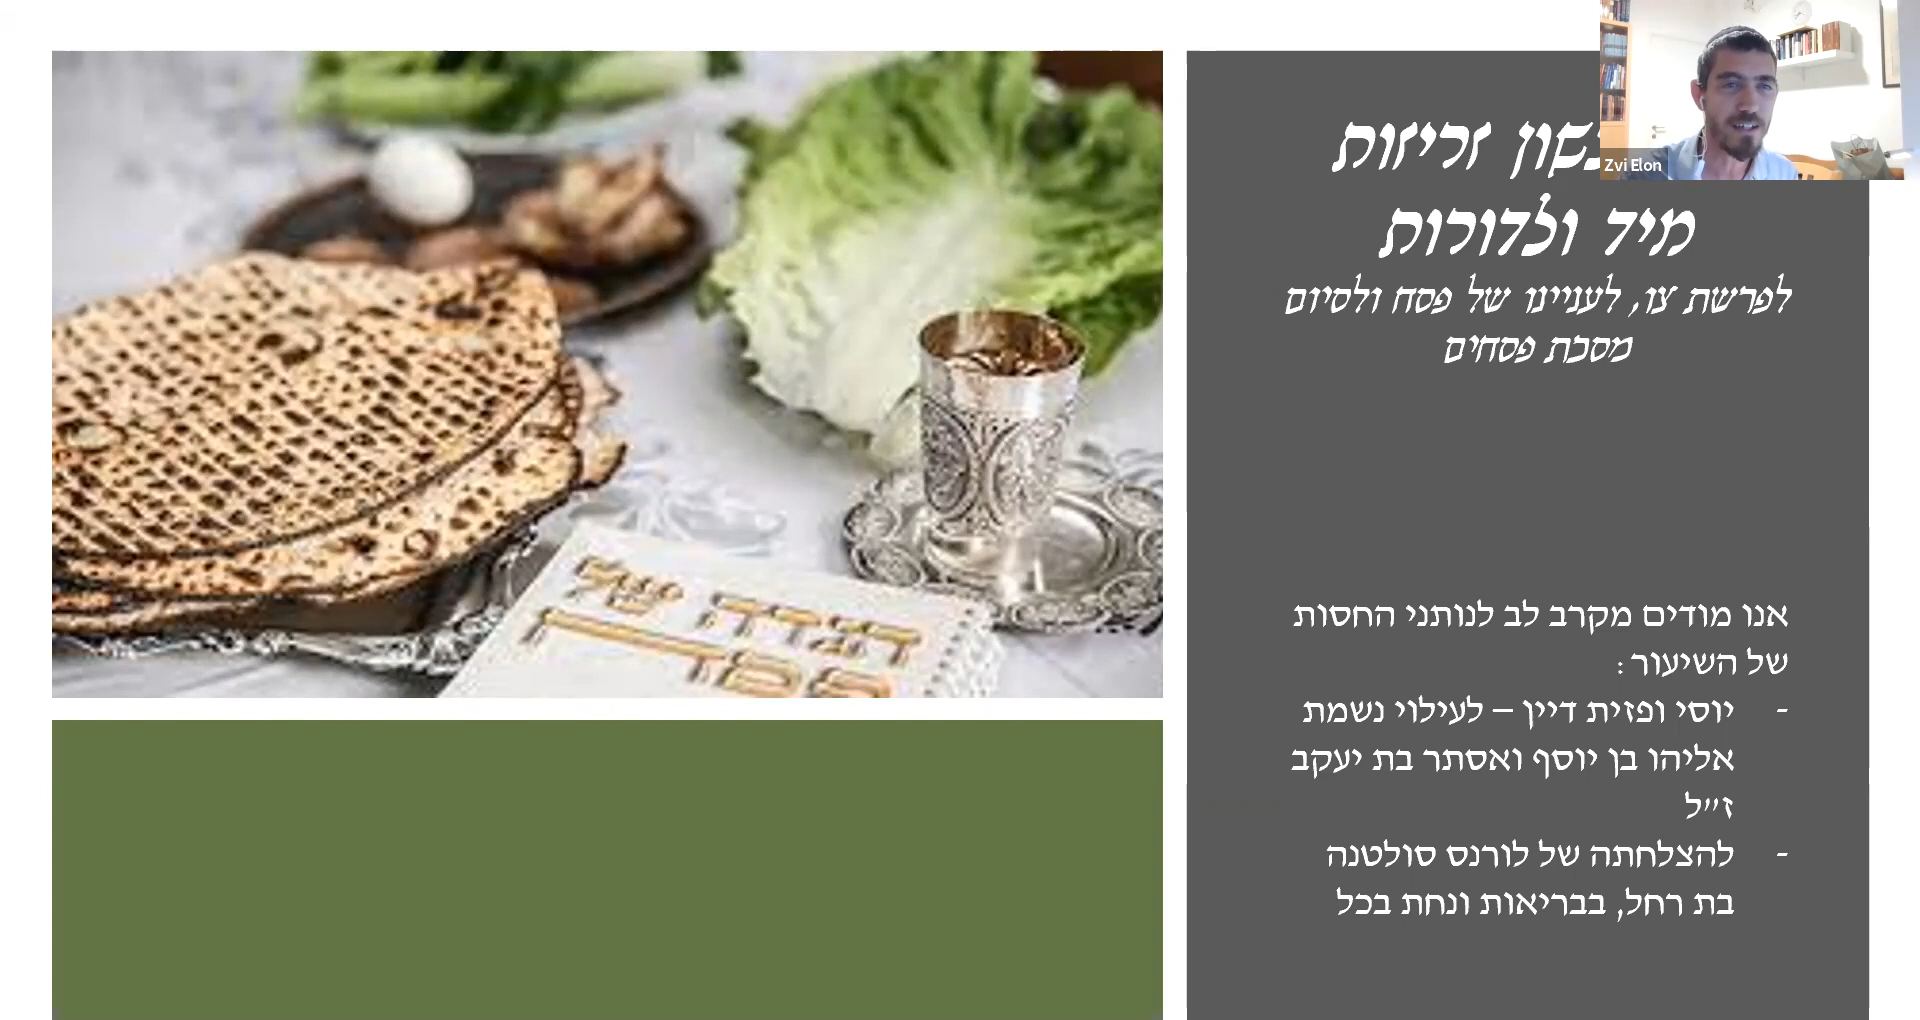 זריזות
מיד ולדורות
לפרשת צו, לעניינו של פסח ולסיום
מסכת פסחים
אנו מודים מקרב לב לנותני החסות
של השיעור:
- יוסי ופזית דיין – לעילוי נשמת
אליהו בן יוסף ואסתר בת יעקב
ז"ל
- להצלחתה של לורנס סולטנה
בת רחל, בבריאות ונחת בכל
Zvi Elon
הגדה של
פסח